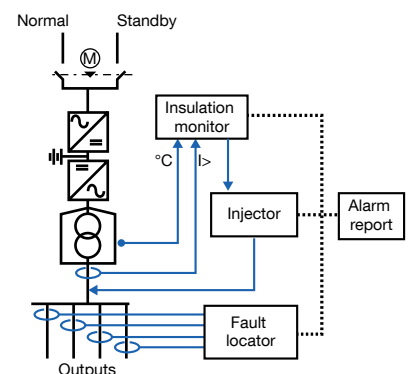 Normal
Standby
M
Insulation
monitor
°C
I>
Injector
Alarm
report
Fault
locator
Outputs